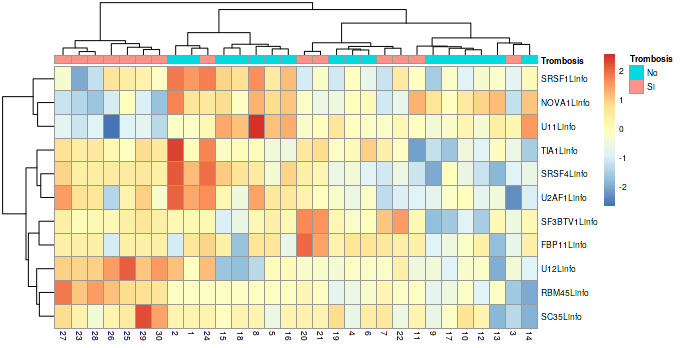 Trombosis
SRSF1Linfo
NOVA1Linfo
U11Linfo
TIA1Linfo
SRSF4Linfo
U2AF1Linfo
SF3BTV1Linfo
FBP11Linfo
U12Linfo
RBM45Linfo
SC35Linfo
27 23 28 26 25 29 30 2 1 24 15 18 8 5 16 20 21 19 4 6 7 22 11 9 17 10 12 13 3 14
2
1
0
-1
-2
Trombosis
No
Si